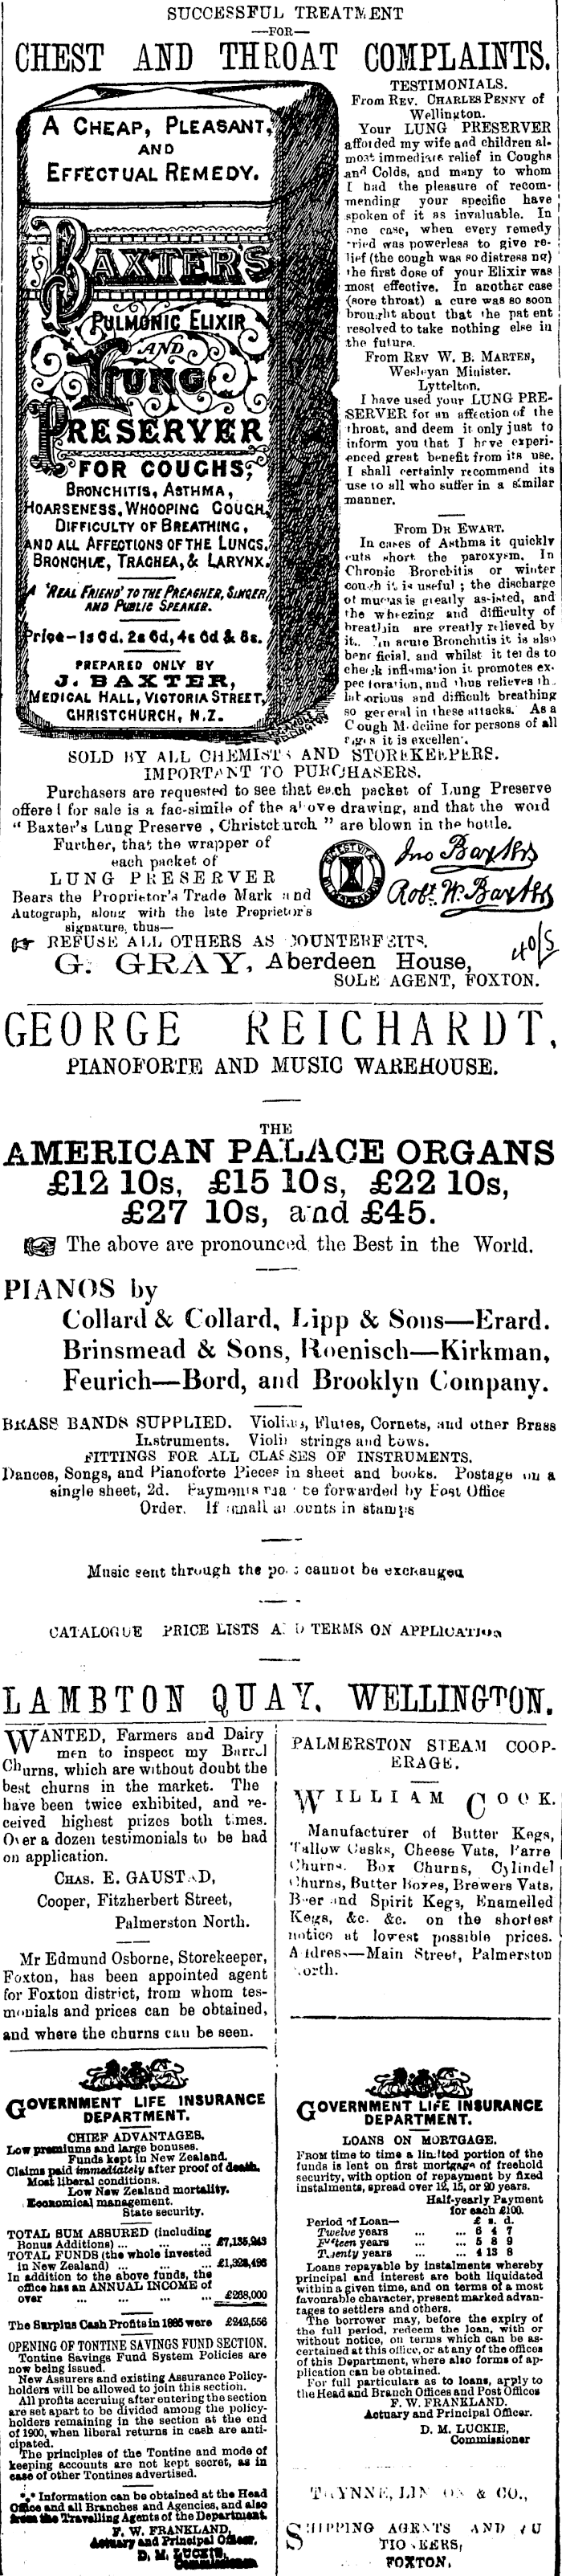 SUCCESSFUL TREATMENT
—FOR—
CHEST AND THROAT COMPLAINTS.
A CHEAP, PLEASANT,
AND
EFFECTUAL REMEDY.
BAXTER'S
PULMONIC ELIXIR
AND
LUNG
PRESERVER
FOR COUGHS,
BRONCHITIS, ASTHMA,
HOARSENESS, WHOOPING COUGH,
DIFFICULTY OF BREATHING,
AND ALL AFFECTIONS OF THE LUNGS,
BRONCHIÆ, TRACHEA, & LARYNX.
A 'REAL FRIEND' TO THE PREACHER, SINGER,
AND PUBLIC SPEAKER.
Price—1s 6d. 2s 6d, 4s 6d & 8s.
PREPARED ONLY BY
J. BAXTER,
MEDICAL HALL, VICTORIA STREET,
CHRISTCHURCH, N.Z.
TESTIMONIALS.
From REV. CHARLES PENNY of
Wellington.
Your LUNG PRESERVER
afforded my wife and children al-
most immediate relief in Coughs
and Colds, and many to whom
I had the pleasure of recom-
mending your specific have
spoken of it as invaluable. In
one case, when every remedy
tried was powerless to give re-
lief (the cough was so distressing)
the first dose of your Elixir was
most effective. In another case
(sore throat) a cure was so soon
brought about that the patient
resolved to take nothing else in
the future.
From REV W. B. MARTEN,
Wesleyan Minister.
Lyttelton.
I have used your LUNG PRE-
SERVER for an affection of the
throat, and deem it only just to
inform you that I have experi-
enced great benefit from its use.
I shall certainly recommend its
use to all who suffer in a similar
manner.
From DR EWART.
In cases of Asthma it quickly
cuts short the paroxysm. In
Chronic Bronchitis or winter
cough it is useful; the discharge
of mucus is greatly assisted, and
the wheezing and difficulty of
breathin are greatly relieved by
it. In acute Bronchitis it is also
beneficial, and whilst it tends to
check inflamation it promotes ex-
pectoration, and thus relieves th
laborious and difficult breathing
so general in these attacks. As a
Cough Medicine for persons of all
ages it is excellent.
SOLD BY ALL CHEMISTS AND STOREKEEPERS.
IMPORTANT TO PURCHASERS.
Purchasers are requested to see that each packet of Lung Preserve
offered for sale is a fac-simile of the above drawing, and that the word
" Baxter's Lung Preserve, Christchurch " are blown in the bottle.
Further, that the wrapper of
each packet of
LUNG PRESERVER
Bears the Proprietor's Trade Mark and
Autograph, along with the late Proprietor's
signature, thus—
Jno Baxter
Robt. W. Baxter
REFUSE ALL OTHERS AS COUNTERFEITS.
G. GRAY, Aberdeen House,
SOLE AGENT, FOXTON.
GEORGE REICHARDT,
PIANOFORTE AND MUSIC WAREHOUSE.
THE
AMERICAN PALACE ORGANS
£12 10s, £15 10s, £22 10s,
£27 10s, and £45.
The above are pronounced the Best in the World.
PIANOS by
Collard & Collard, Lipp & Sons—Erard.
Brinsmead & Sons, Roenisch—Kirkman,
Feurich—Bord, and Brooklyn Company.
BRASS BANDS SUPPLIED. Violins, Flutes, Cornets, and other Brass
Instruments. Violin strings and bows.
FITTINGS FOR ALL CLASSES OF INSTRUMENTS.
Dances, Songs, and Pianoforte Pieces in sheet and books. Postage on a
single sheet, 2d. Payments may be forwarded by Post Office
Order. If small amounts in stamps
Music sent through the post cannot be exchanged
CATALOGUE PRICE LISTS AND TERMS ON APPLICATION
LAMBTON QUAY, WELLINGTON.
WANTED, Farmers and Dairy
men to inspect my Barrel
Churns, which are without doubt the
best churns in the market. The
have been twice exhibited, and re-
ceived highest prizes both times.
Over a dozen testimonials to be had
on application.
CHAS. E. GAUSTAD,
Cooper, Fitzherbert Street,
Palmerston North.
Mr Edmund Osborne, Storekeeper,
Foxton, has been appointed agent
for Foxton district, from whom tes-
monials and prices can be obtained,
and where the churns can be seen.
GOVERNMENT LIFE INSURANCE
DEPARTMENT.
CHIEF ADVANTAGES.
Low premiums and large bonuses.
Funds kept in New Zealand.
Claims paid immediately after proof of death.
Most liberal conditions.
Low New Zealand mortality.
Economical management.
State security.
TOTAL SUM ASSURED (including
Bonus Additions) ... ... ... £7,135,943
TOTAL FUNDS (the whole invested
in New Zealand) ... ... ... £1,328,496
In addition to the above funds, the
office has an ANNUAL INCOME of
over ... ... ... ... £268,000
The Surplus Cash Profits in 1885 were £242,556
OPENING OF TONTINE SAVINGS FUND SECTION.
Tontine Savings Fund System Policies are
now being issued.
New Assurers and existing Assurance Policy-
holders will be allowed to join this section.
All profits accruing after entering the section
are set apart to be divided among the policy-
holders remaining in the section at the end
of 1900, when liberal returns in cash are anti-
cipated.
The principles of the Tontine and mode of
keeping accounts are not kept secret, as in
case of other Tontines advertised.
*** Information can be obtained at the Head
Office and all Branches and Agencies, and also
from the Travelling Agents of the Department.
F. W. FRANKLAND,
Actuary and Principal Officer.
D. M. LUCKIE,
Commissioner
PALMERSTON STEAM COOP-
ERAGE.
WILLIAM COOK.
Manufacturer of Butter Kegs,
Tallow Casks, Cheese Vats, Barre
Churns. Box Churns, Cylindel
Churns, Butter Boxes, Brewers Vats,
Beer and Spirit Kegs, Enamelled
Kegs, &c. &c. on the shortest
notice at lowest possible prices.
Address—Main Street, Palmerston
North.
GOVERNMENT LIFE INSURANCE
DEPARTMENT.
LOANS ON MORTGAGE.
FROM time to time a limited portion of the
funds is lent on first mortgage of freehold
security, with option of repayment by fixed
instalments, spread over 12, 15, or 20 years.
Half-yearly Payment
for each £100.
Period of Loan— £ s. d.
Twelve years ... ... 6 4 7
Fifteen years ... ... 5 8 9
Twenty years ... ... 4 13 8
Loans repayable by instalments whereby
principal and interest are both liquidated
within a given time, and on terms of a most
favourable character, present marked advan-
tages to settlers and others.
The borrower may, before the expiry of
the full period, redeem the loan, with or
without notice, on terms which can be as-
certained at this office, or at any of the offices
of this Department, where also forms of ap-
plication can be obtained.
For full particulars as to loans, apply to
the Head and Branch Offices and Post Offices
F. W. FRANKLAND.
Actuary and Principal Officer.
D. M. LUCKIE,
Commissioner
THYNNE, LINTON & CO.,
SHIPPING AGENTS AND AU
TIONEERS,
FOXTON.